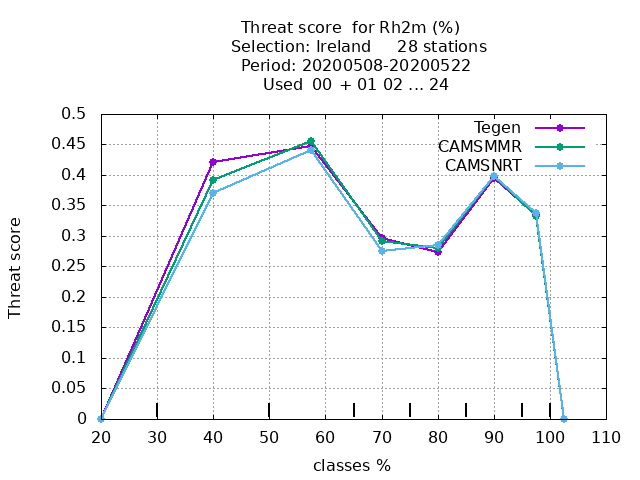 Threat score  for Rh2m (%)
Selection: Ireland     28 stations
Period: 20200508-20200522
Used  00 + 01 02 ... 24
Tegen
CAMSMMR
CAMSNRT
Threat score
0.5
0.45
0.4
0.35
0.3
0.25
0.2
0.15
0.1
0.05
0
20 30 40 50 60 70 80 90 100 110
classes %